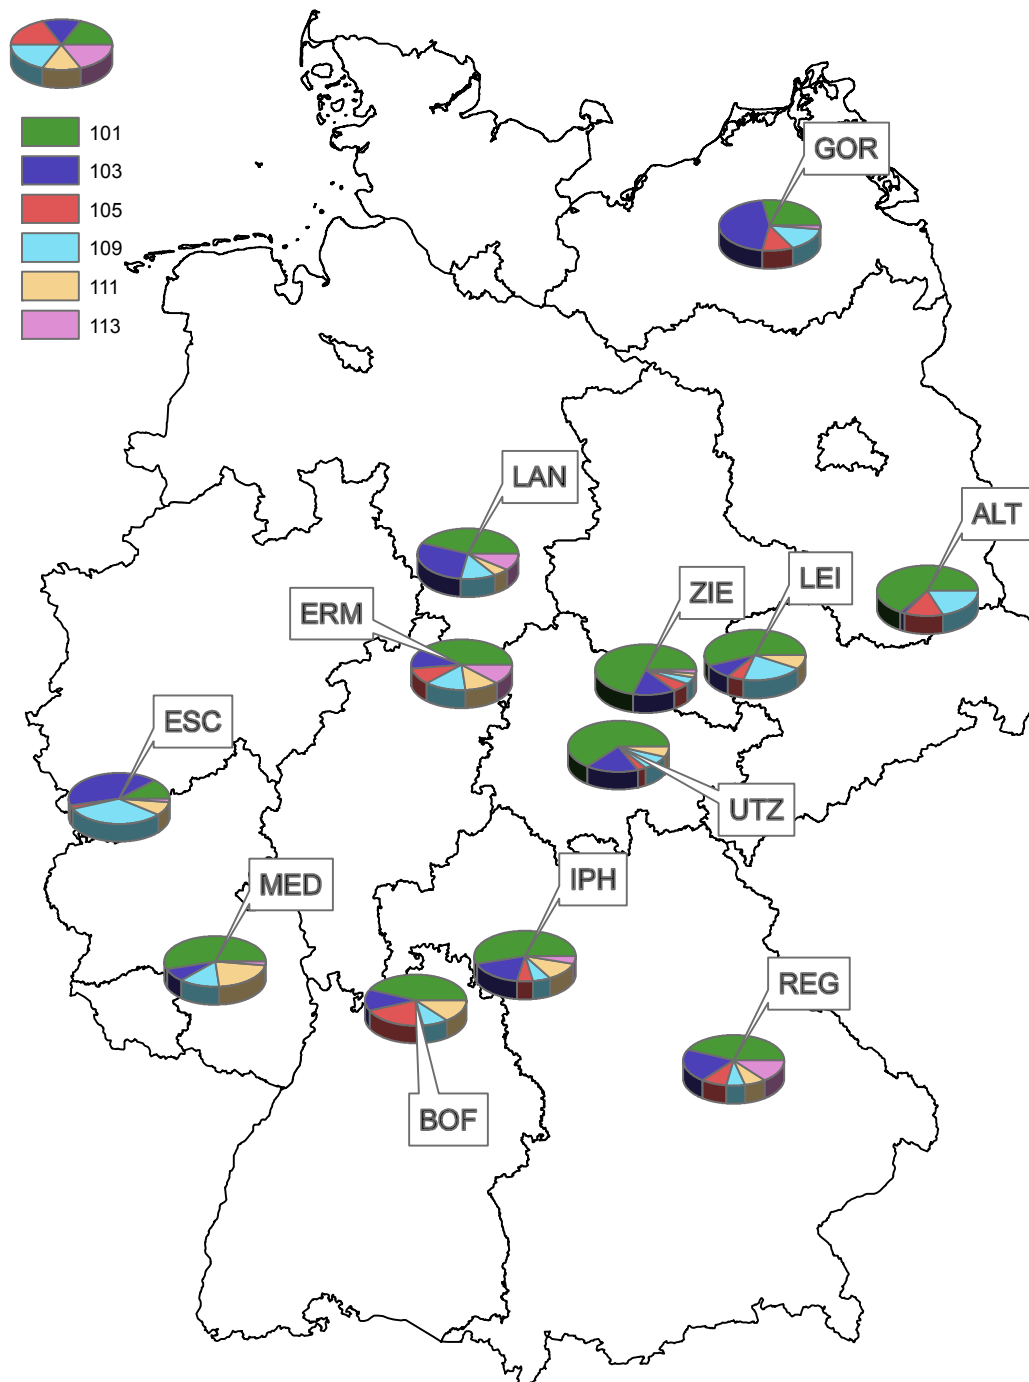 101
103
105
109
111
113
GOR
LAN
ALT
LEI
ZIE
ERM
ESC
UTZ
MED
IPH
REG
BOF